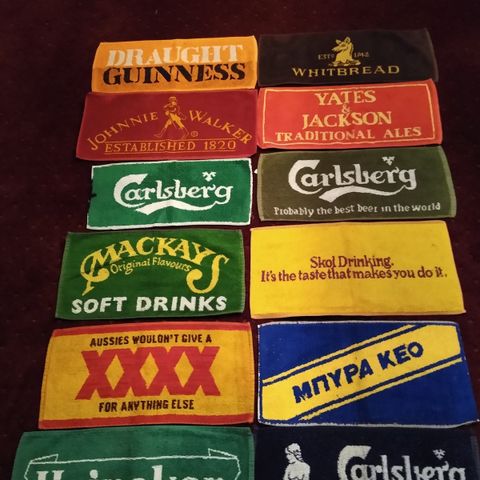 DRAUGHT
GUINNESS
ESTD 1742
WHITBREAD
JOHNNIE WALKER
®
ESTABLISHED 1820
YATES
&
JACKSON
TRADITIONAL ALES
Carlsberg
Carlsberg
Probably the best beer in the world
MACKAYS
Original Flavours
SOFT DRINKS
Skol Drinking.
It's the taste that makes you do it.
AUSSIES WOULDN'T GIVE A
XXXX
FOR ANYTHING ELSE
ΜΠΥΡΑ ΚΕΟ
Heineken
Carlsberg